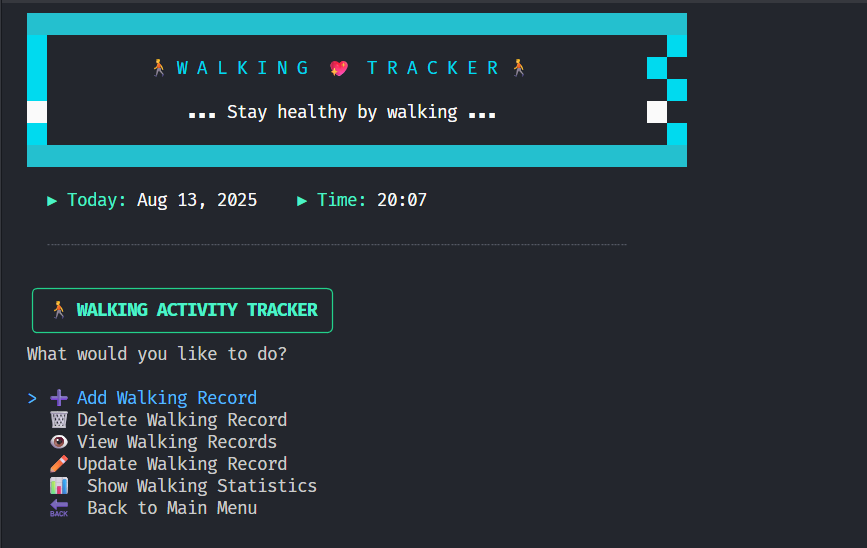 🚶 W A L K I N G 💖 T R A C K E R 🚶
... Stay healthy by walking ...
▶ Today: Aug 13, 2025 ▶ Time: 20:07
🚶 WALKING ACTIVITY TRACKER
What would you like to do?
> ➕ Add Walking Record
🗑️ Delete Walking Record
👁️ View Walking Records
✏️ Update Walking Record
📊 Show Walking Statistics
🔙 Back to Main Menu